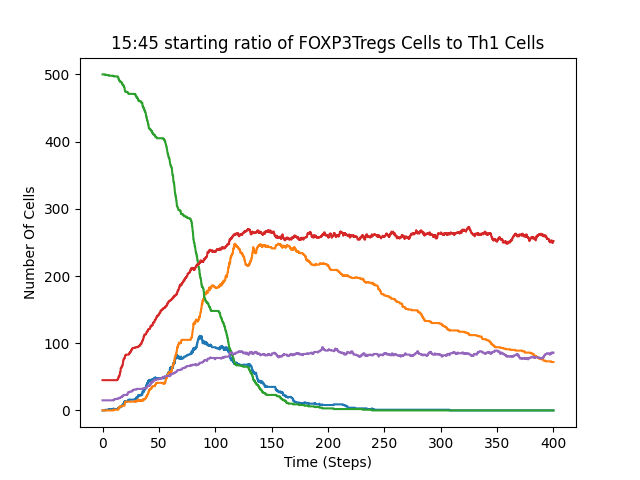 15:45 starting ratio of FOXP3Tregs Cells to Th1 Cells
500
400
300
200
100
0
Number Of Cells
0 50 100 150 200 250 300 350 400
Time (Steps)